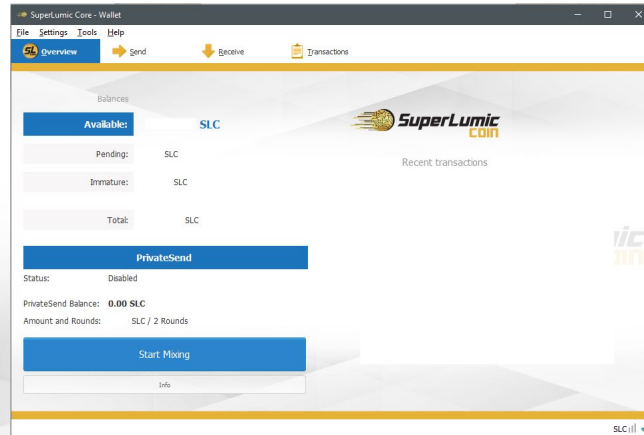 SuperLumic Core - Wallet
File Settings Tools Help
SL Overview Send Receive Transactions
Balances
Available: SLC
Pending: SLC
Immature: SLC
Total: SLC
PrivateSend
Status: Disabled
PrivateSend Balance: 0.00 SLC
Amount and Rounds: SLC / 2 Rounds
Start Mixing
Info
SuperLumic
COIN
Recent transactions
SLC